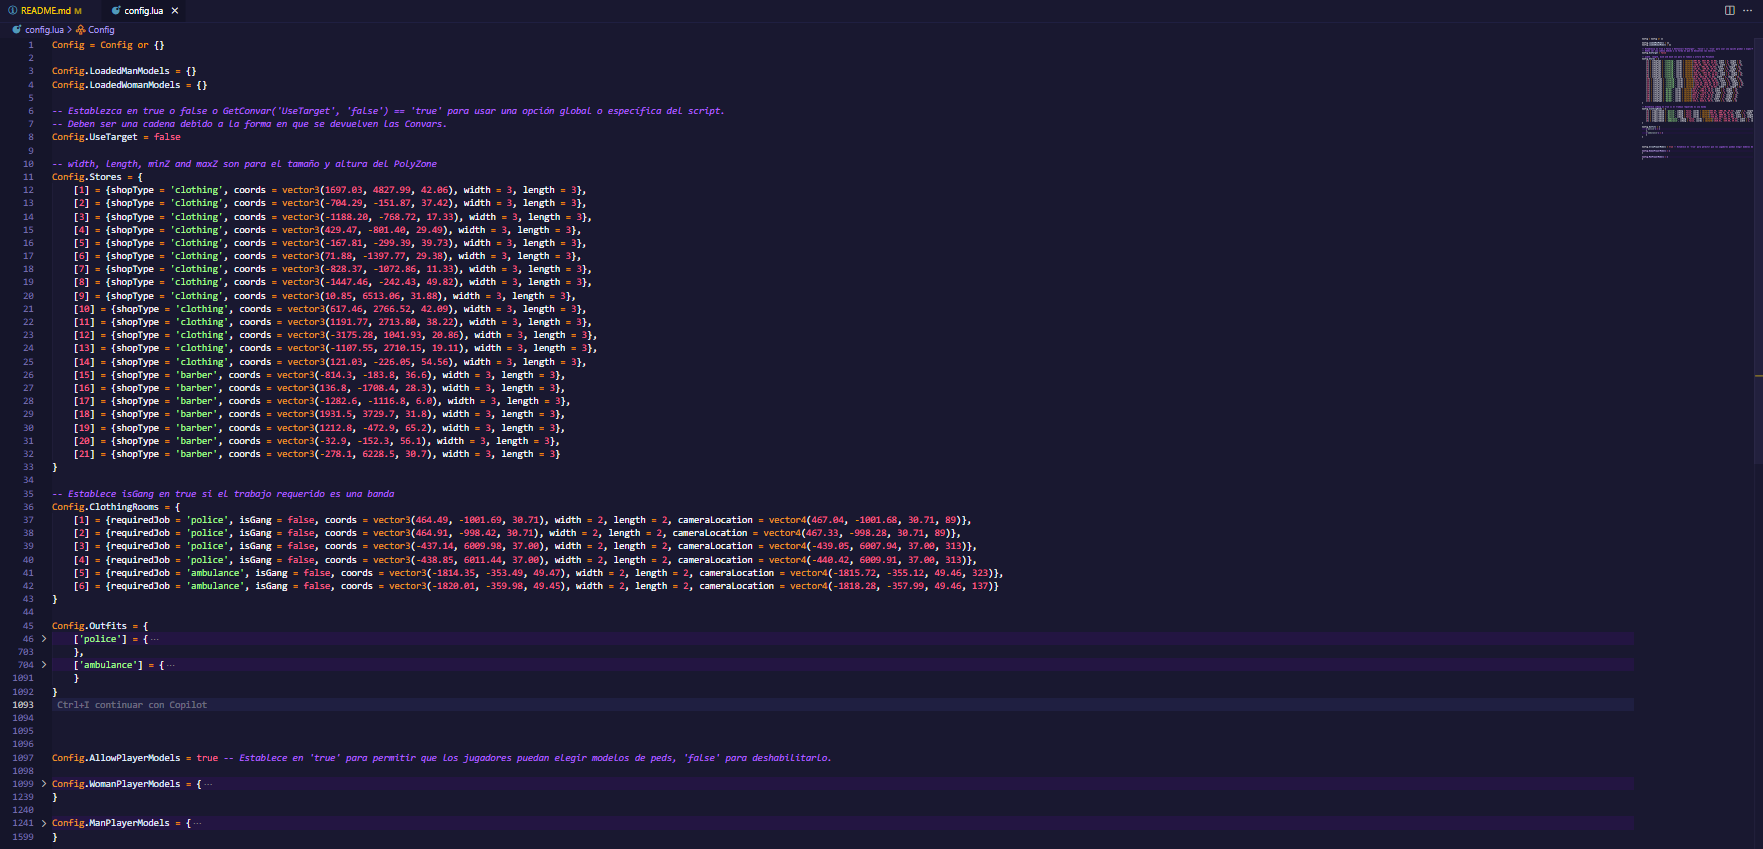 README.md M config.lua
config.lua > Config
1 Config = Config or {}
2
3 Config.LoadedManModels = {}
4 Config.LoadedWomanModels = {}
5
6 -- Establezca en true o false o GetConvar('UseTarget', 'false') == 'true' para usar una opción global o específica del script.
7 -- Deben ser una cadena debido a la forma en que se devuelven las Convars.
8 Config.UseTarget = false
9
10 -- width, length, minZ and maxZ son para el tamaño y altura del PolyZone
11 Config.Stores = {
12 [1] = {shopType = 'clothing', coords = vector3(1697.03, 4827.99, 42.06), width = 3, length = 3},
13 [2] = {shopType = 'clothing', coords = vector3(-704.29, -151.87, 37.42), width = 3, length = 3},
14 [3] = {shopType = 'clothing', coords = vector3(-1188.20, -768.72, 17.33), width = 3, length = 3},
15 [4] = {shopType = 'clothing', coords = vector3(429.47, -801.40, 29.49), width = 3, length = 3},
16 [5] = {shopType = 'clothing', coords = vector3(-167.81, -299.39, 39.73), width = 3, length = 3},
17 [6] = {shopType = 'clothing', coords = vector3(71.88, -1397.77, 29.38), width = 3, length = 3},
18 [7] = {shopType = 'clothing', coords = vector3(-828.37, -1072.86, 11.33), width = 3, length = 3},
19 [8] = {shopType = 'clothing', coords = vector3(-1447.46, -242.43, 49.82), width = 3, length = 3},
20 [9] = {shopType = 'clothing', coords = vector3(10.85, 6513.06, 31.88), width = 3, length = 3},
21 [10] = {shopType = 'clothing', coords = vector3(617.46, 2766.52, 42.09), width = 3, length = 3},
22 [11] = {shopType = 'clothing', coords = vector3(1191.77, 2713.80, 38.22), width = 3, length = 3},
23 [12] = {shopType = 'clothing', coords = vector3(-3175.28, 1041.93, 20.86), width = 3, length = 3},
24 [13] = {shopType = 'clothing', coords = vector3(-1107.55, 2710.15, 19.11), width = 3, length = 3},
25 [14] = {shopType = 'clothing', coords = vector3(121.03, -226.05, 54.56), width = 3, length = 3},
26 [15] = {shopType = 'barber', coords = vector3(-814.3, -183.8, 36.6), width = 3, length = 3},
27 [16] = {shopType = 'barber', coords = vector3(136.8, -1708.4, 28.3), width = 3, length = 3},
28 [17] = {shopType = 'barber', coords = vector3(-1282.6, -1116.8, 6.0), width = 3, length = 3},
29 [18] = {shopType = 'barber', coords = vector3(1931.5, 3729.7, 31.8), width = 3, length = 3},
30 [19] = {shopType = 'barber', coords = vector3(1212.8, -472.9, 65.2), width = 3, length = 3},
31 [20] = {shopType = 'barber', coords = vector3(-32.9, -152.3, 56.1), width = 3, length = 3},
32 [21] = {shopType = 'barber', coords = vector3(-278.1, 6228.5, 30.7), width = 3, length = 3}
33 }
34
35 -- Establece isGang en true si el trabajo requerido es una banda
36 Config.ClothingRooms = {
37 [1] = {requiredJob = 'police', isGang = false, coords = vector3(464.49, -1001.69, 30.71), width = 2, length = 2, cameraLocation = vector4(467.04, -1001.68, 30.71, 89)},
38 [2] = {requiredJob = 'police', isGang = false, coords = vector3(464.91, -998.42, 30.71), width = 2, length = 2, cameraLocation = vector4(467.33, -998.28, 30.71, 89)},
39 [3] = {requiredJob = 'police', isGang = false, coords = vector3(-437.14, 6009.98, 37.00), width = 2, length = 2, cameraLocation = vector4(-439.05, 6007.94, 37.00, 313)},
40 [4] = {requiredJob = 'police', isGang = false, coords = vector3(-438.85, 6011.44, 37.00), width = 2, length = 2, cameraLocation = vector4(-440.42, 6009.91, 37.00, 313)},
41 [5] = {requiredJob = 'ambulance', isGang = false, coords = vector3(-1814.35, -353.49, 49.47), width = 2, length = 2, cameraLocation = vector4(-1815.72, -355.12, 49.46, 323)},
42 [6] = {requiredJob = 'ambulance', isGang = false, coords = vector3(-1820.01, -359.98, 49.45), width = 2, length = 2, cameraLocation = vector4(-1818.28, -357.99, 49.46, 137)}
43 }
44
45 Config.Outfits = {
46 > ['police'] = {···
703 },
704 > ['ambulance'] = {···
1091 }
1092 }
1093 Ctrl+I continuar con Copilot
1094
1095
1096
1097 Config.AllowPlayerModels = true -- Establece en 'true' para permitir que los jugadores puedan elegir modelos de peds, 'false' para deshabilitarlo.
1098
1099 > Config.WomanPlayerModels = {···
1239 }
1240
1241 > Config.ManPlayerModels = {···
1599 }